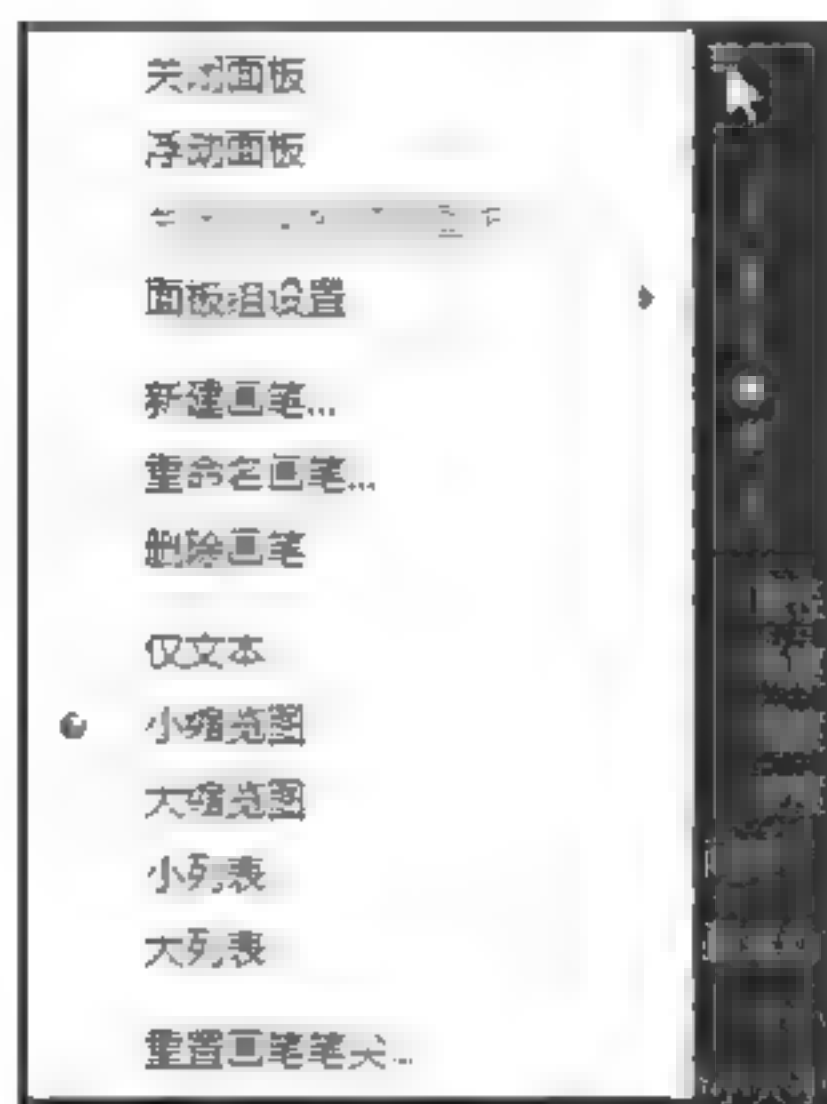 关闭面板
浮动面板
面板组设置
新建画笔...
重命名画笔...
删除画笔
仅文本
小缩览图
大缩览图
小列表
大列表
重置画笔笔尖...